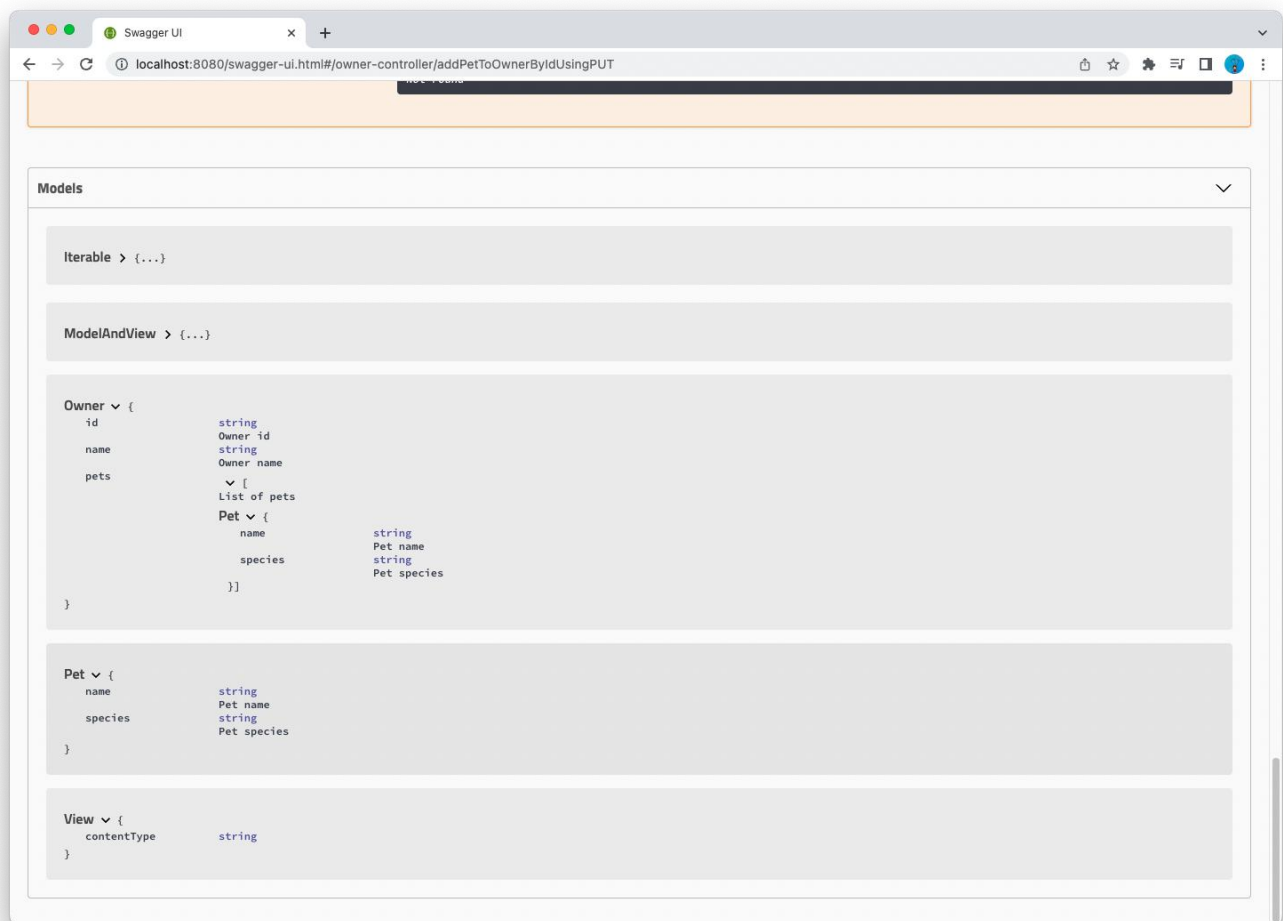 Swagger UI
localhost:8080/swagger-ui.html#/owner-controller/addPetToOwnerByIdUsingPUT
Models
Iterable > {...}
ModelAndView > {...}
Owner {
id string
Owner id
name string
Owner name
pets [
List of pets
Pet {
name string
Pet name
species string
Pet species
}]
}
Pet {
name string
Pet name
species string
Pet species
}
View {
contentType string
}